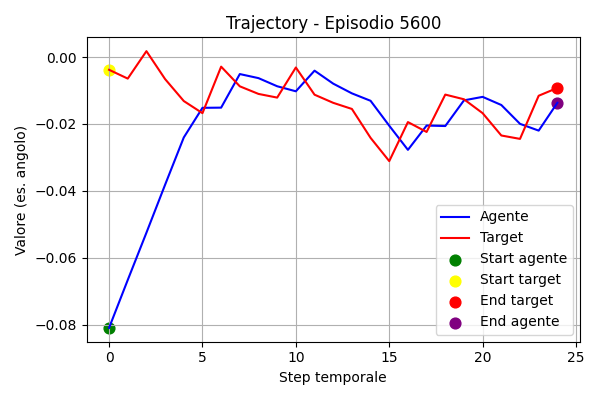 Trajectory - Episodio 5600
Valore (es. angolo)
0.00
−0.02
−0.04
−0.06
−0.08
0
5
10
15
20
25
Step temporale
Agente
Target
Start agente
Start target
End target
End agente